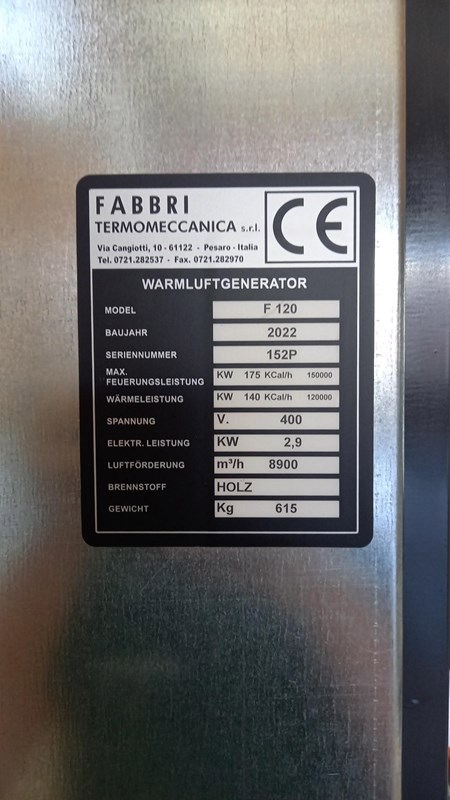 FABBRI
TERMOMECCANICA s.r.l.
Via Cangiotti, 10 - 61122 - Pesaro - Italia
Tel. 0721.282537 - Fax. 0721.282970
CE
WARMLUFTGENERATOR
MODEL F 120
BAUJAHR 2022
SERIENNUMMER 152P
MAX.
FEUERUNGSLEISTUNG KW 175 KCal/h 150000
WÄRMELEISTUNG KW 140 KCal/h 120000
SPANNUNG V. 400
ELEKTR. LEISTUNG KW 2,9
LUFTFÖRDERUNG m³/h 8900
BRENNSTOFF HOLZ
GEWICHT Kg 615